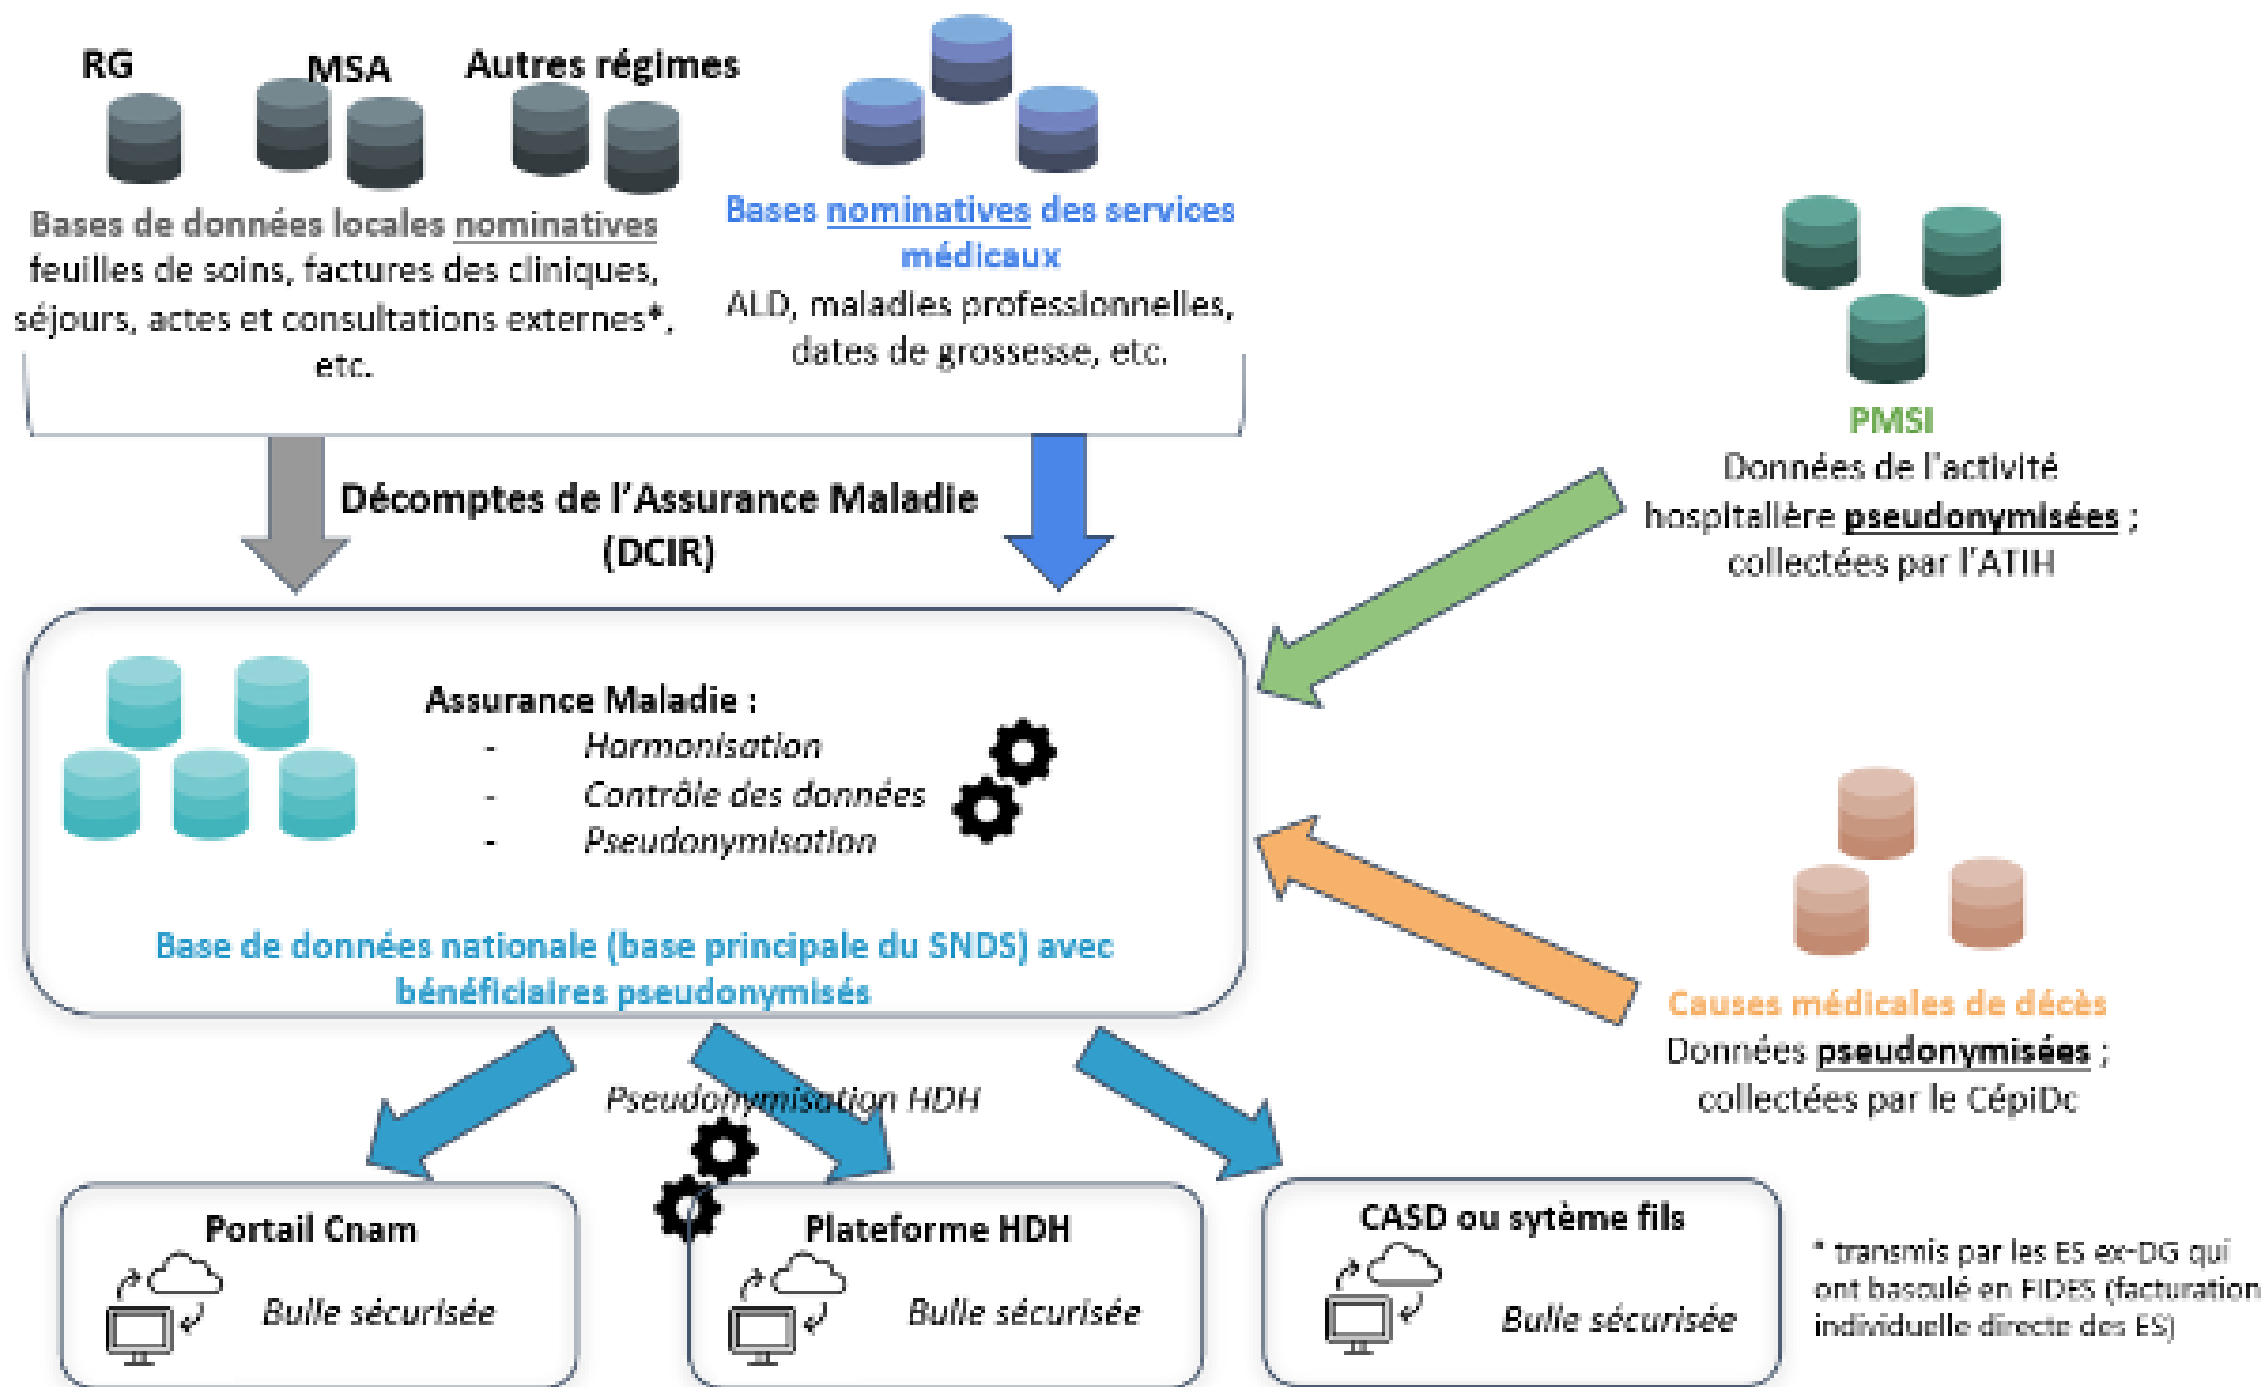 RG
MSA
Autres régimes
Bases de données locales nominatives
feuilles de soins, factures des cliniques,
séjours, actes et consultations externes*,
etc.
Bases nominatives des services
médicaux
ALD, maladies professionnelles,
dates de grossesse, etc.
PMSI
Données de l'activité
hospitalière pseudonymisées ;
collectées par l'ATIH
Décomptes de l'Assurance Maladie
(DCIR)
Assurance Maladie :
- Harmonisation
- Contrôle des données
- Pseudonymisation
Base de données nationale (base principale du SNDS) avec
bénéficiaires pseudonymisés
Causes médicales de décès
Données pseudonymisées ;
collectées par le CépiDc
Pseudonymisation HDH
Portail Cnam
Bulle sécurisée
Plateforme HDH
Bulle sécurisée
CASD ou sytème fils
Bulle sécurisée
* transmis par les ES ex-DG qui
ont basculé en FIDES (facturation
individuelle directe des ES)